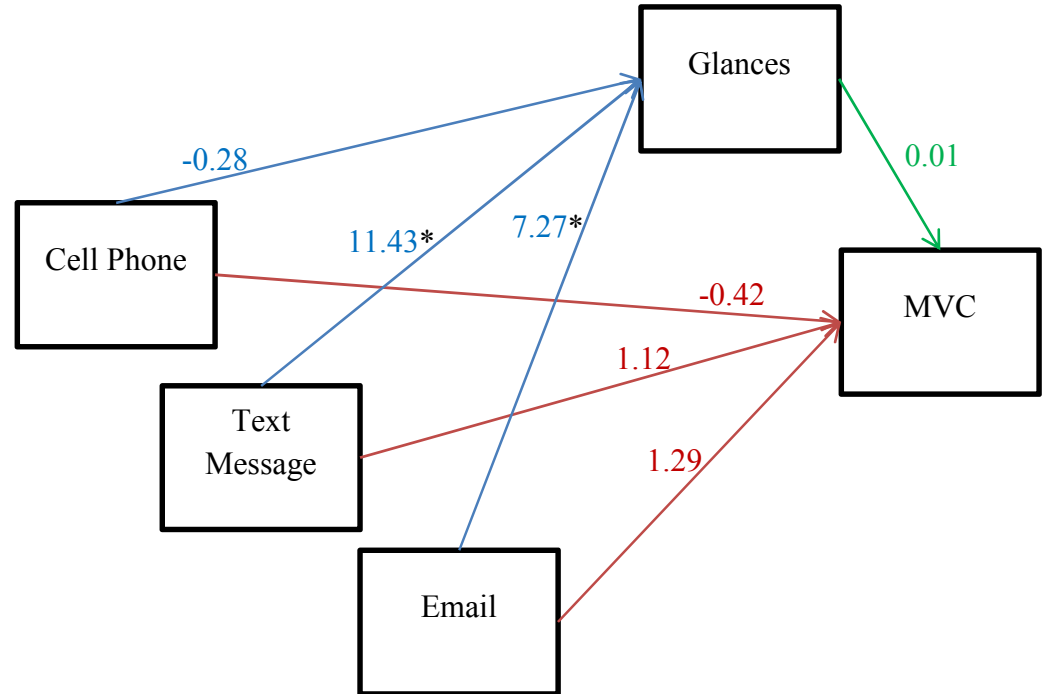 Glances
-0.28
0.01
11.43*
7.27*
Cell Phone
-0.42
MVC
1.12
Text
Message
1.29
Email